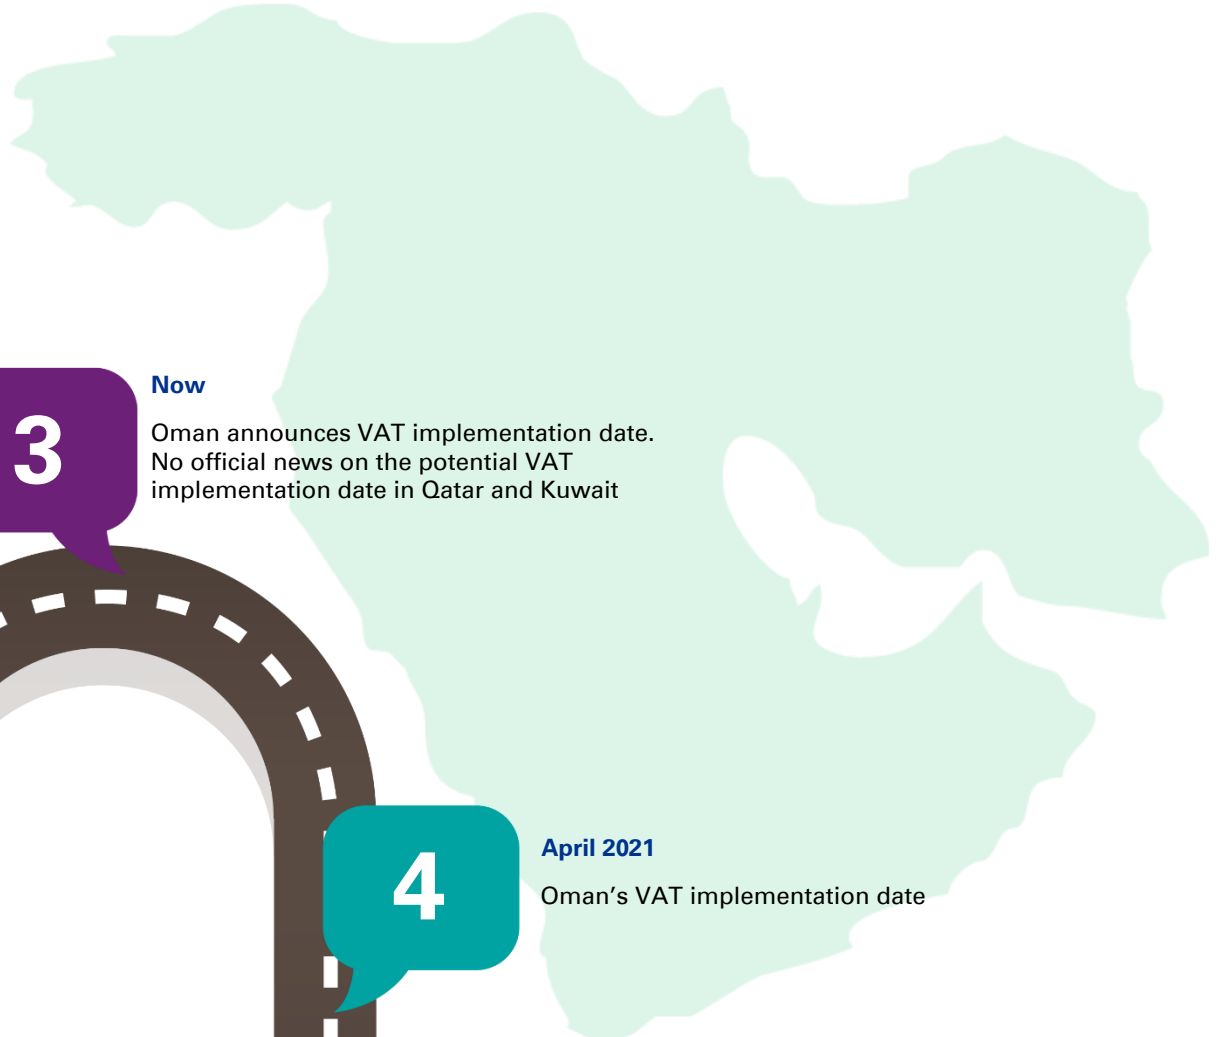 3
Now
Oman announces VAT implementation date.
No official news on the potential VAT
implementation date in Qatar and Kuwait
4
April 2021
Oman’s VAT implementation date